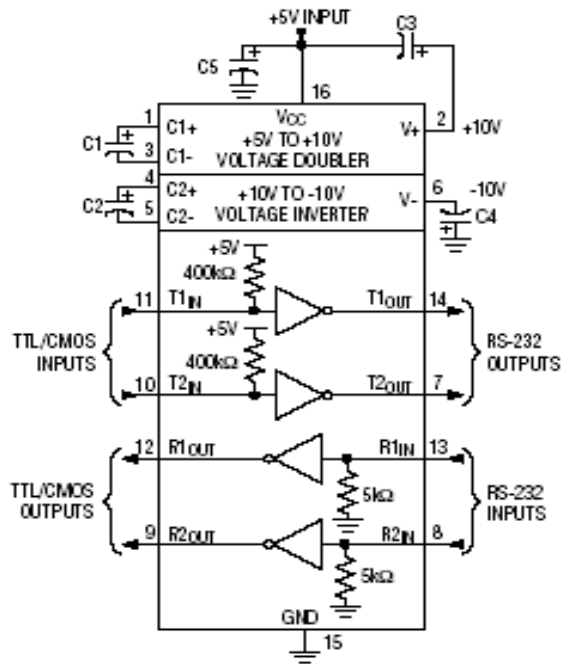 +5V INPUT
C3
C5
16
1
C1+
VCC
V+
2
+10V
C1
+5V TO +10V
3
C1-
VOLTAGE DOUBLER
4
C2+
+10V TO -10V
V-
6
-10V
C2
5
C2-
VOLTAGE INVERTER
C4
+5V
400kΩ
11
T1IN
T1OUT
14
TTL/CMOS
INPUTS
+5V
400kΩ
RS-232
OUTPUTS
10
T2IN
T2OUT
7
12
R1OUT
R1IN
13
TTL/CMOS
OUTPUTS
5kΩ
RS-232
INPUTS
9
R2OUT
R2IN
8
5kΩ
GND
15